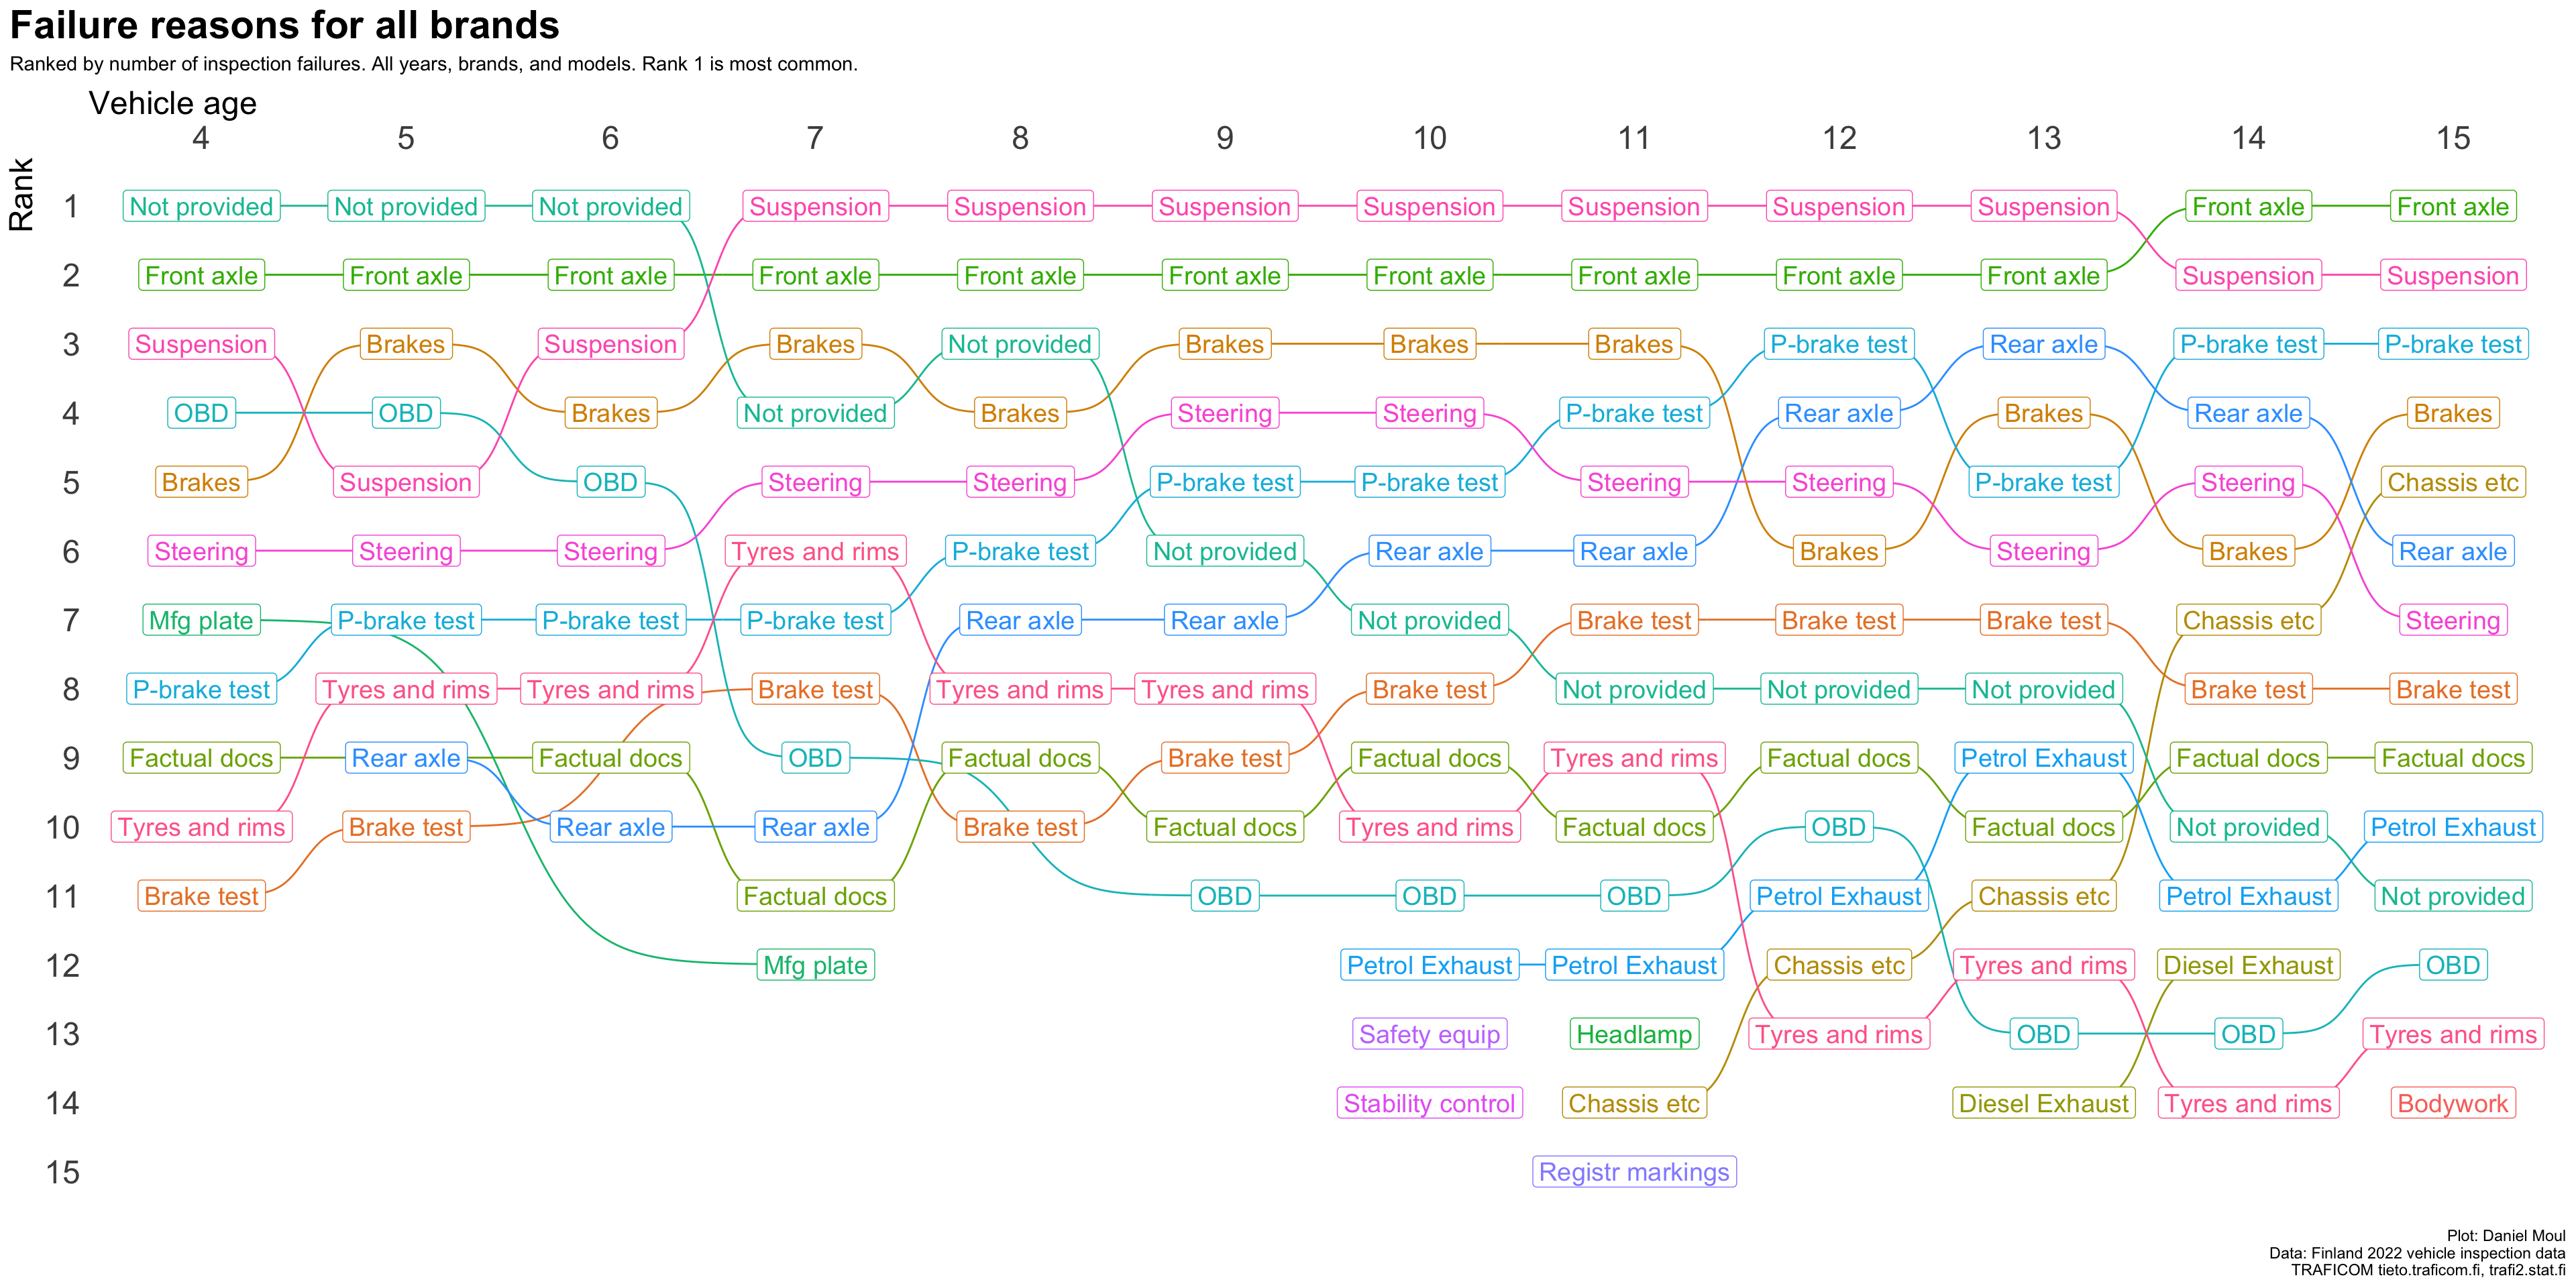 Failure reasons for all brands
Ranked by number of inspection failures. All years, brands, and models. Rank 1 is most common.
Vehicle age
4 5 6 7 8 9 10 11 12 13 14 15
Rank
1 Not provided Not provided Not provided Suspension Suspension Suspension Suspension Suspension Suspension Suspension Front axle Front axle
2 Front axle Front axle Front axle Front axle Front axle Front axle Front axle Front axle Front axle Front axle Suspension Suspension
3 Suspension Brakes Suspension Brakes Not provided Brakes Brakes Brakes P-brake test Rear axle P-brake test P-brake test
4 OBD OBD Brakes Not provided Brakes Steering Steering P-brake test Rear axle Brakes Rear axle Brakes
5 Brakes Suspension OBD Steering Steering P-brake test P-brake test Steering Steering P-brake test Steering Chassis etc
6 Steering Steering Steering Tyres and rims P-brake test Not provided Rear axle Rear axle Brakes Steering Brakes Rear axle
7 Mfg plate P-brake test P-brake test P-brake test Rear axle Rear axle Not provided Brake test Brake test Brake test Chassis etc Steering
8 P-brake test Tyres and rims Tyres and rims Brake test Tyres and rims Tyres and rims Brake test Not provided Not provided Not provided Brake test Brake test
9 Factual docs Rear axle Factual docs OBD Factual docs Brake test Factual docs Tyres and rims Factual docs Petrol Exhaust Factual docs Factual docs
10 Tyres and rims Brake test Rear axle Rear axle Brake test Factual docs Tyres and rims Factual docs OBD Factual docs Not provided Petrol Exhaust
11 Brake test Factual docs OBD OBD OBD Petrol Exhaust Chassis etc Petrol Exhaust Not provided
12 Mfg plate Petrol Exhaust Petrol Exhaust Chassis etc Tyres and rims Diesel Exhaust OBD
13 Safety equip Headlamp Tyres and rims OBD OBD Tyres and rims
14 Stability control Chassis etc Diesel Exhaust Tyres and rims Bodywork
15 Registr markings
Plot: Daniel Moul
Data: Finland 2022 vehicle inspection data
TRAFICOM tieto.traficom.fi, trafi2.stat.fi